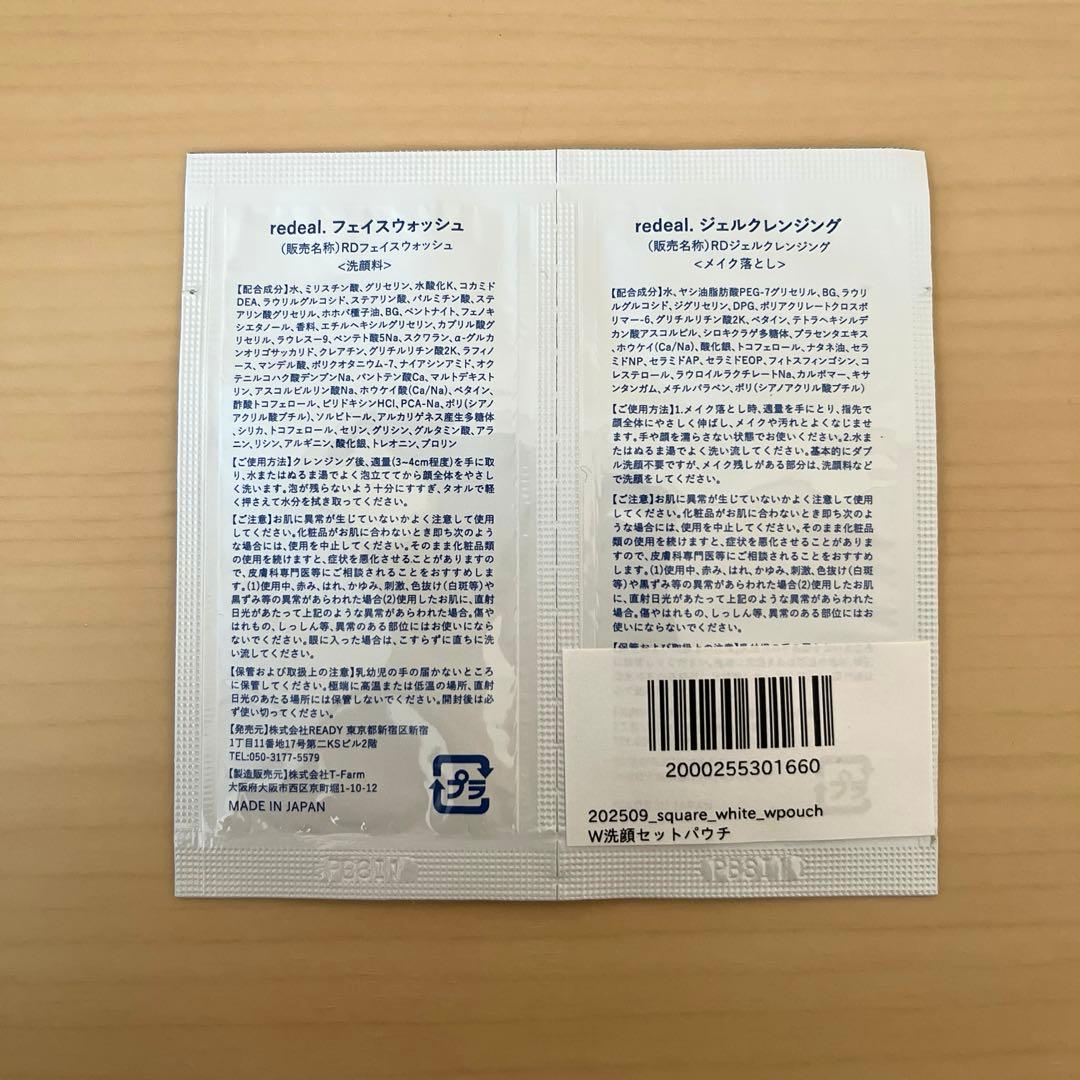 redeal. フェイスウォッシュ
(販売名称)RDフェイスウォッシュ
<洗顔料>
【配合成分】水、ミリスチン酸、グリセリン、水酸化K、コカミド
DEA、ラウリルグルコシド、ステアリン酸、パルミチン酸、ステ
アリン酸グリセリル、ホホバ種子油、BG、ベントナイト、フェノキ
シエタノール、香料、エチルヘキシルグリセリン、カプリル酸グ
リセリル、ラウレス-9、ペンテト酸5Na、スクワラン、α-グルカ
ンオリゴサッカリド、クレアチン、グリチルリチン酸2K、ラフィノ
ース、マンデル酸、ポリクオタニウム-7、ナイアシンアミド、オク
テニルコハク酸デンプンNa、パントテン酸Ca、マルトデキスト
リン、アスコルビルリン酸Na、ホウケイ酸(Ca/Na)、ベタイン、
酢酸トコフェロール、ピリドキシンHCl、PCA-Na、ポリ(シアノ
アクリル酸ブチル)、ソルビトール、アルカリゲネス産生多糖体
、シリカ、トコフェロール、セリン、グリシン、グルタミン酸、アラ
ニン、リシン、アルギニン、酸化銀、トレオニン、プロリン
【ご使用方法】クレンジング後、適量(3~4cm程度)を手に取
り、水またはぬるま湯でよく泡立ててから顔全体をやさし
く洗います。泡が残らないよう十分にすすぎ、タオルで軽
く押さえて水分を拭き取ってください。
【ご注意】お肌に異常が生じていないかよく注意して使用
してください。化粧品がお肌に合わないとき即ち次のよう
な場合には、使用を中止してください。そのまま化粧品類
の使用を続けますと、症状を悪化させることがありますの
で、皮膚科専門医等にご相談されることをおすすめしま
す。(1)使用中、赤み、はれ、かゆみ、刺激、色抜け(白斑等)や
黒ずみ等の異常があらわれた場合(2)使用したお肌に、直射
日光があたって上記のような異常があらわれた場合。傷や
はれもの、しっしん等、異常のある部位にはお使いになら
ないでください。眼に入った場合は、こすらずに直ちに洗
い流してください。
【保管および取扱上の注意】乳幼児の手の届かないところ
に保管してください。極端に高温または低温の場所、直射
日光のあたる場所には保管しないでください。開封後は必
ず使い切ってください。
【発売元】株式会社READY 東京都新宿区新宿
1丁目11番地17号第二KSビル2階
TEL:050-3177-5579
【製造販売元】株式会社T-Farm
大阪府大阪市西区京町堀1-10-12
MADE IN JAPAN
プラ
redeal. ジェルクレンジング
(販売名称)RDジェルクレンジング
<メイク落とし>
【配合成分】水、ヤシ油脂肪酸PEG-7グリセリル、BG、ラウリ
ルグルコシド、ジグリセリン、DPG、ポリアクリレートクロスポ
リマー-6、グリチルリチン酸2K、ベタイン、テトラヘキシルデ
カン酸アスコルビル、シロキクラゲ多糖体、プラセンタエキス
、ホウケイ(Ca/Na)、酸化銀、トコフェロール、ナタネ油、セラ
ミドNP、セラミドAP、セラミドEOP、フィトスフィンゴシン、コ
レステロール、ラウロイルラクチレートNa、カルボマー、キサ
ンタンガム、メチルパラベン、ポリ(シアノアクリル酸ブチル)
【ご使用方法】1.メイク落とし時、適量を手にとり、指先で
顔全体にやさしく伸ばし、メイクや汚れとよくなじませ
ます。手や顔を濡らさない状態でお使いください。2.水ま
たはぬるま湯でよく洗い流してください。基本的にダブ
ル洗顔不要ですが、メイク残しがある部分は、洗顔料など
で洗顔をしてください。
【ご注意】お肌に異常が生じていないかよく注意して使用
してください。化粧品がお肌に合わないとき即ち次のよう
な場合には、使用を中止してください。そのまま化粧品
類の使用を続けますと、症状を悪化させることがありま
すので、皮膚科専門医等にご相談されることをおすすめ
します。(1)使用中、赤み、はれ、かゆみ、刺激、色抜け(白斑
等)や黒ずみ等の異常があらわれた場合(2)使用したお肌
に、直射日光があたって上記のような異常があらわれた
場合。傷やはれもの、しっしん等、異常のある部位にはお
使いにならないでください。
2000255301660
202509_square_white_wpouch
W洗顔セットパウチ